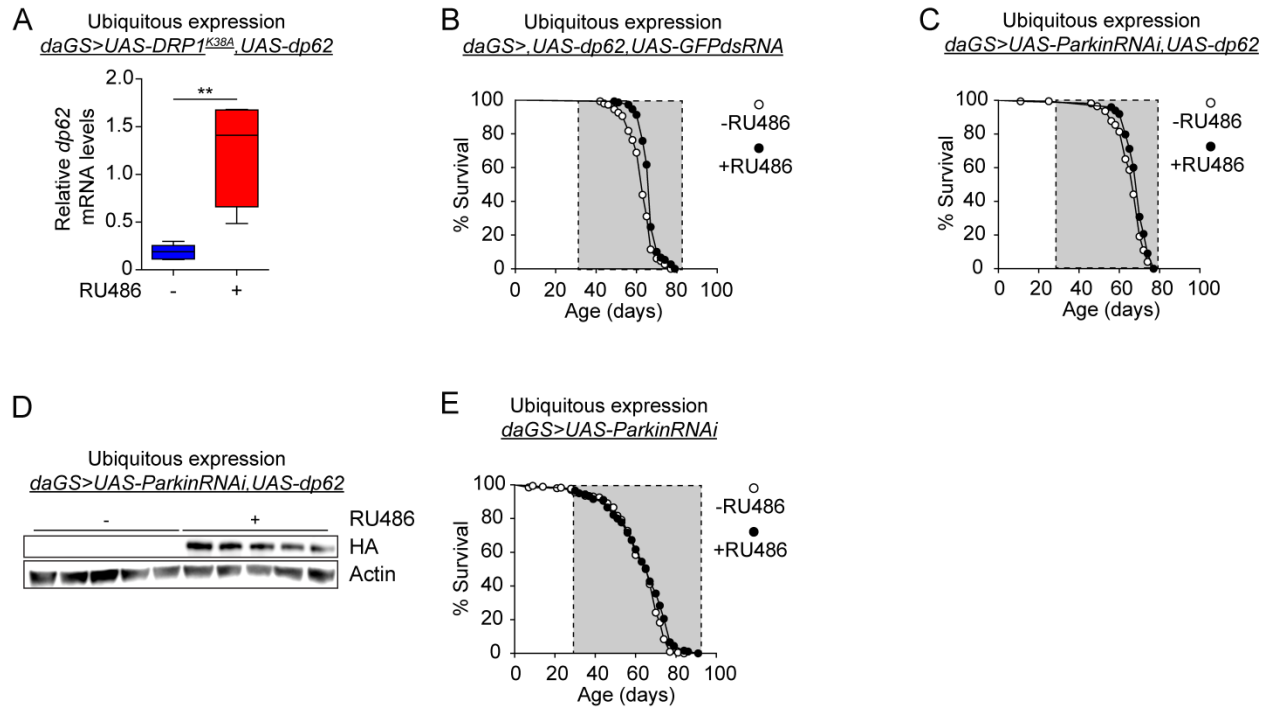 A
Ubiquitous expression
daGS>UAS-DRP1K38A,UAS-dp62
2.0
1.5
1.0
0.5
0
Relative dp62
mRNA levels
**
RU486
-
+
B
Ubiquitous expression
daGS>,UAS-dp62,UAS-GFPdsRNA
100
80
60
40
20
0
% Survival
0 20 40 60 80 100
Age (days)
-RU486
+RU486
C
Ubiquitous expression
daGS>UAS-ParkinRNAi,UAS-dp62
100
80
60
40
20
0
% Survival
0 20 40 60 80 100
Age (days)
-RU486
+RU486
D
Ubiquitous expression
daGS>UAS-ParkinRNAi,UAS-dp62
- + RU486
HA
Actin
E
Ubiquitous expression
daGS>UAS-ParkinRNAi
100
80
60
40
20
0
% Survival
0 20 40 60 80 100
Age (days)
-RU486
+RU486